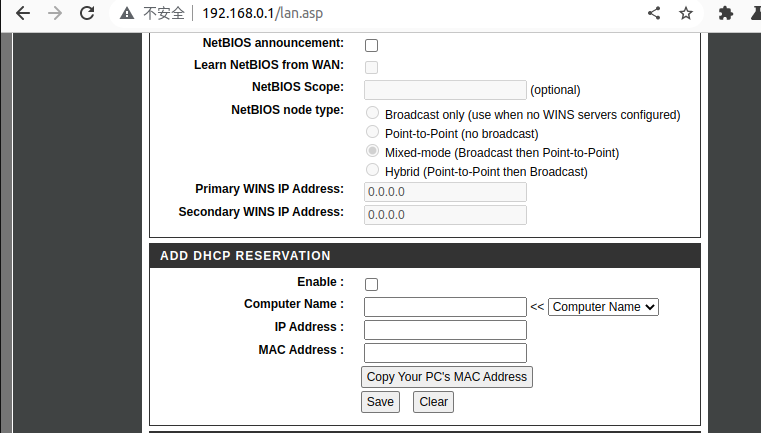 不安全 192.168.0.1/lan.asp
NetBIOS announcement:
Learn NetBIOS from WAN:
NetBIOS Scope: (optional)
NetBIOS node type: Broadcast only (use when no WINS servers configured)
Point-to-Point (no broadcast)
Mixed-mode (Broadcast then Point-to-Point)
Hybrid (Point-to-Point then Broadcast)
Primary WINS IP Address: 0.0.0.0
Secondary WINS IP Address: 0.0.0.0
ADD DHCP RESERVATION
Enable :
Computer Name : << Computer Name
IP Address :
MAC Address :
Copy Your PC's MAC Address
Save Clear